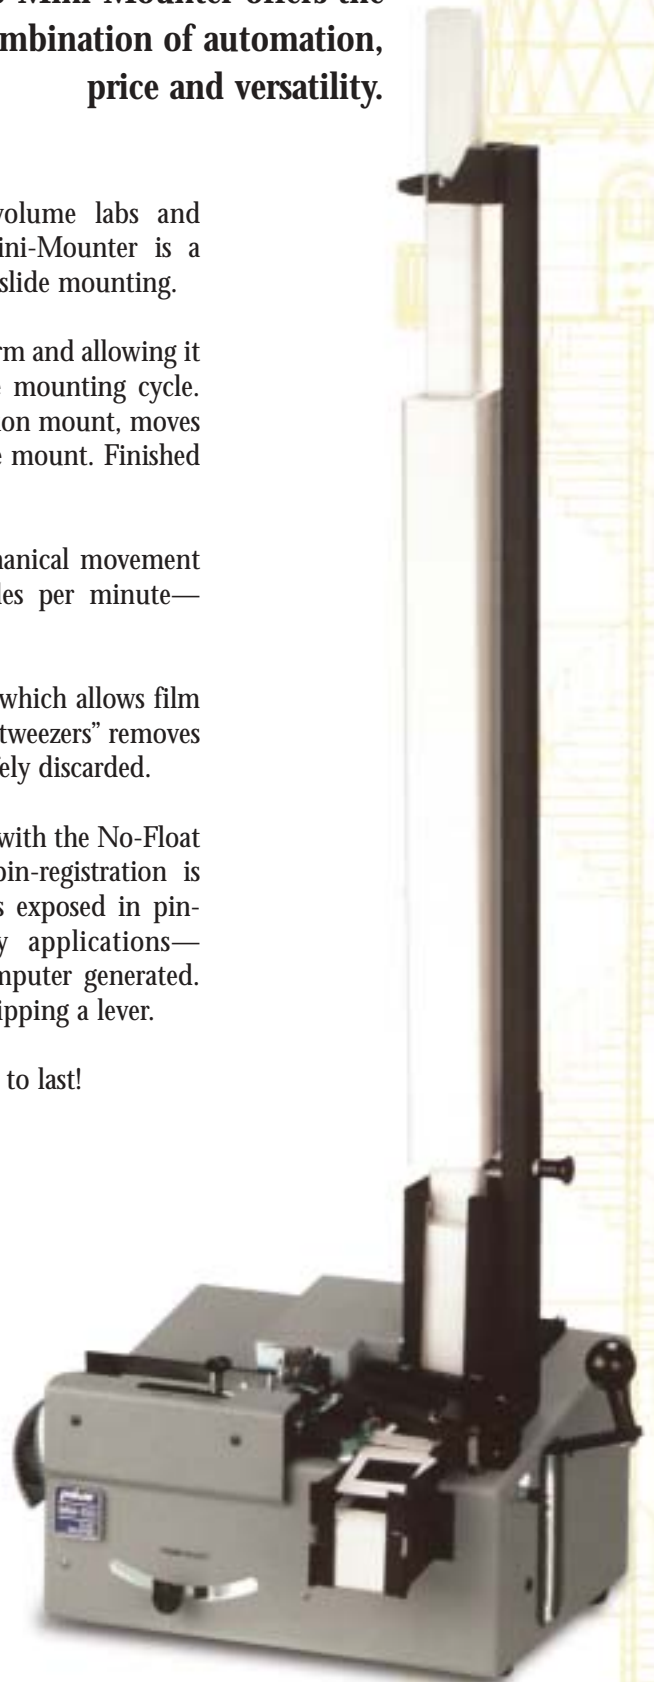 Mini-Mounter offers the
mbination of automation,
price and versatility.
volume labs and
ini-Mounter is a
slide mounting.
rm and allowing it
mounting cycle.
ion mount, moves
e mount. Finished
hanical movement
les per minute—
which allows film
tweezers” removes
ely discarded.
with the No-Float
pin-registration is
s exposed in pin-
y applications—
mputer generated.
ipping a lever.
to last!